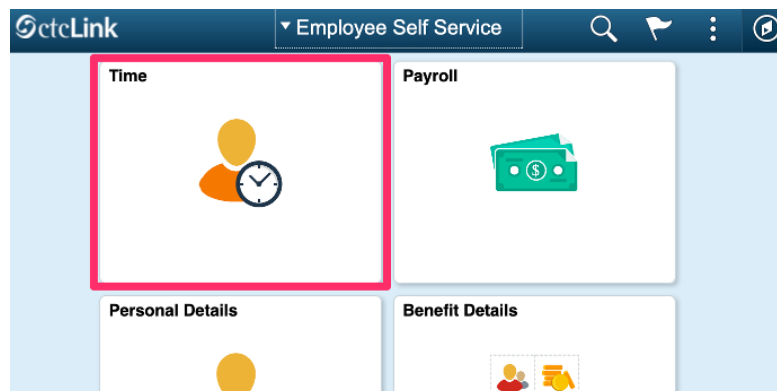 ctcLink
Employee Self Service
Time
Payroll
$
Personal Details
Benefit Details